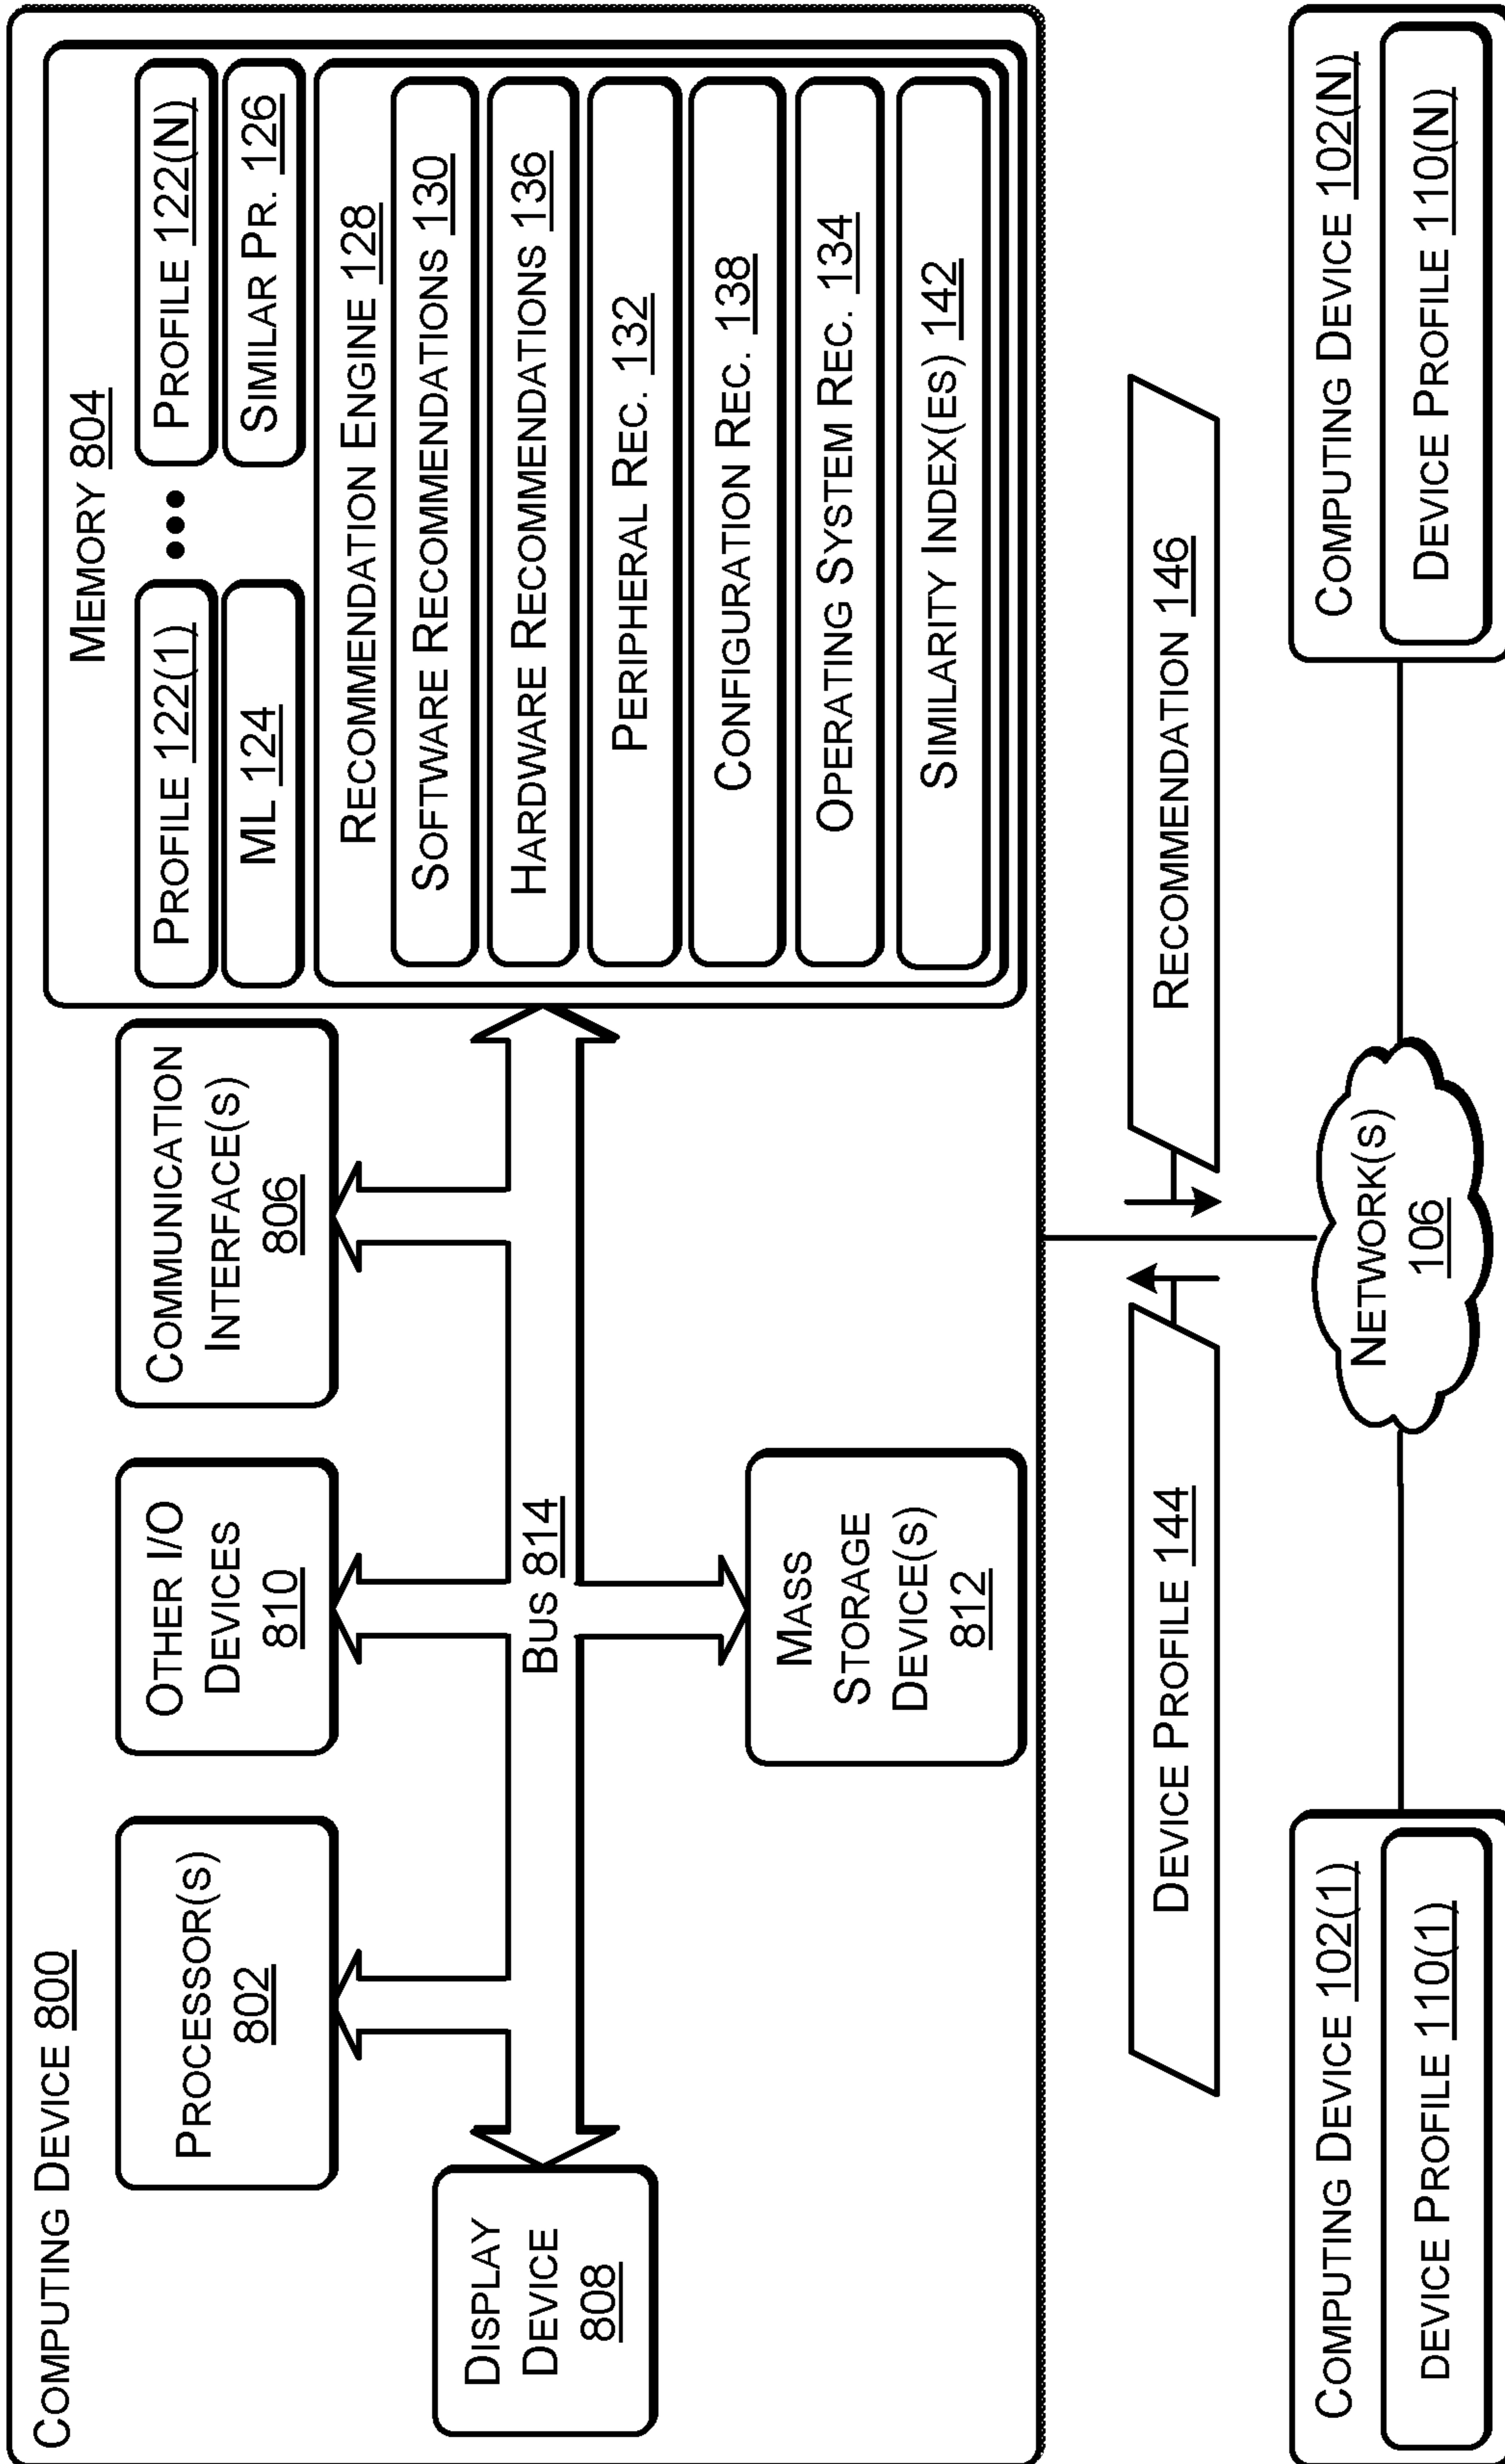 COMPUTING DEVICE 800
PROCESSOR(S)
802
OTHER I/O
DEVICES
810
COMMUNICATION
INTERFACE(S)
806
DISPLAY
DEVICE
808
BUS 814
MASS
STORAGE
DEVICE(S)
812
MEMORY 804
PROFILE 122(1)
PROFILE 122(N)
ML 124
SIMILAR PR. 126
RECOMMENDATION ENGINE 128
SOFTWARE RECOMMENDATIONS 130
HARDWARE RECOMMENDATIONS 136
PERIPHERAL REC. 132
CONFIGURATION REC. 138
OPERATING SYSTEM REC. 134
SIMILARITY INDEX(ES) 142
DEVICE PROFILE 144
RECOMMENDATION 146
COMPUTING DEVICE 102(1)
DEVICE PROFILE 110(1)
NETWORK(S)
106
COMPUTING DEVICE 102(N)
DEVICE PROFILE 110(N)